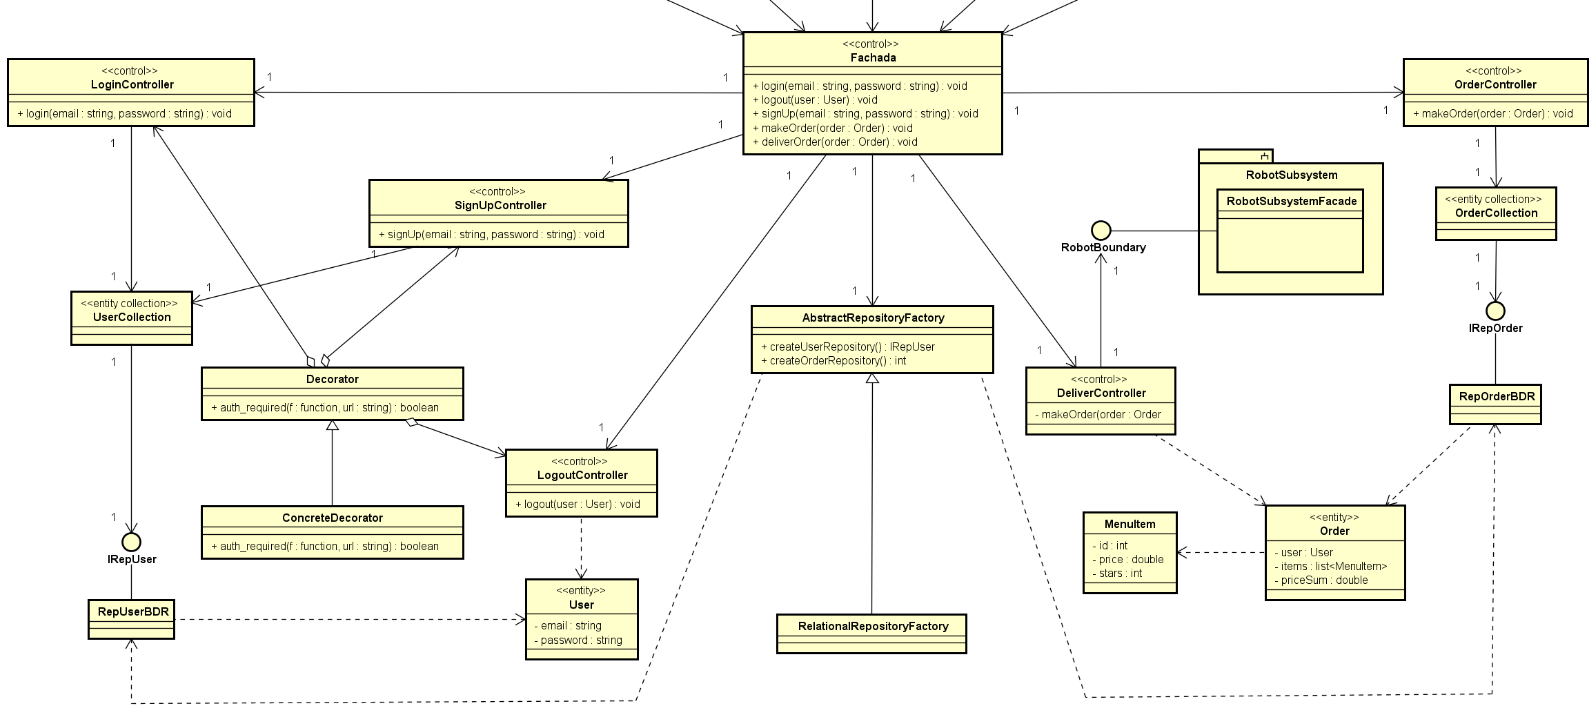 <<control>>
Fachada
+ login(email : string, password : string) : void
+ logout(user : User) : void
+ signUp(email : string, password : string) : void
+ makeOrder(order : Order) : void
+ deliverOrder(order : Order) : void
<<control>>
LoginController
+ login(email : string, password : string) : void
<<control>>
OrderController
+ makeOrder(order : Order) : void
1
1
1
1
1
1
1
1
1
1
1
<<control>>
SignUpController
+ signUp(email : string, password : string) : void
RobotSubsystem
RobotSubsystemFacade
RobotBoundary
<<entity collection>>
OrderCollection
1
1
1
1
1
1
1
<<entity collection>>
UserCollection
AbstractRepositoryFactory
+ createUserRepository() : IRepUser
+ createOrderRepository() : int
IRepOrder
1
1
1
Decorator
+ auth_required(f : function, url : string) : boolean
<<control>>
DeliverController
- makeOrder(order : Order
RepOrderBDR
1
<<control>>
LogoutController
+ logout(user : User) : void
ConcreteDecorator
+ auth_required(f : function, url : string) : boolean
1
IRepUser
MenuItem
- id : int
- price : double
- stars : int
<<entity>>
Order
- user : User
- items : list<MenuItem>
- priceSum : double
RepUserBDR
<<entity>>
User
- email : string
- password : string
RelationalRepositoryFactory